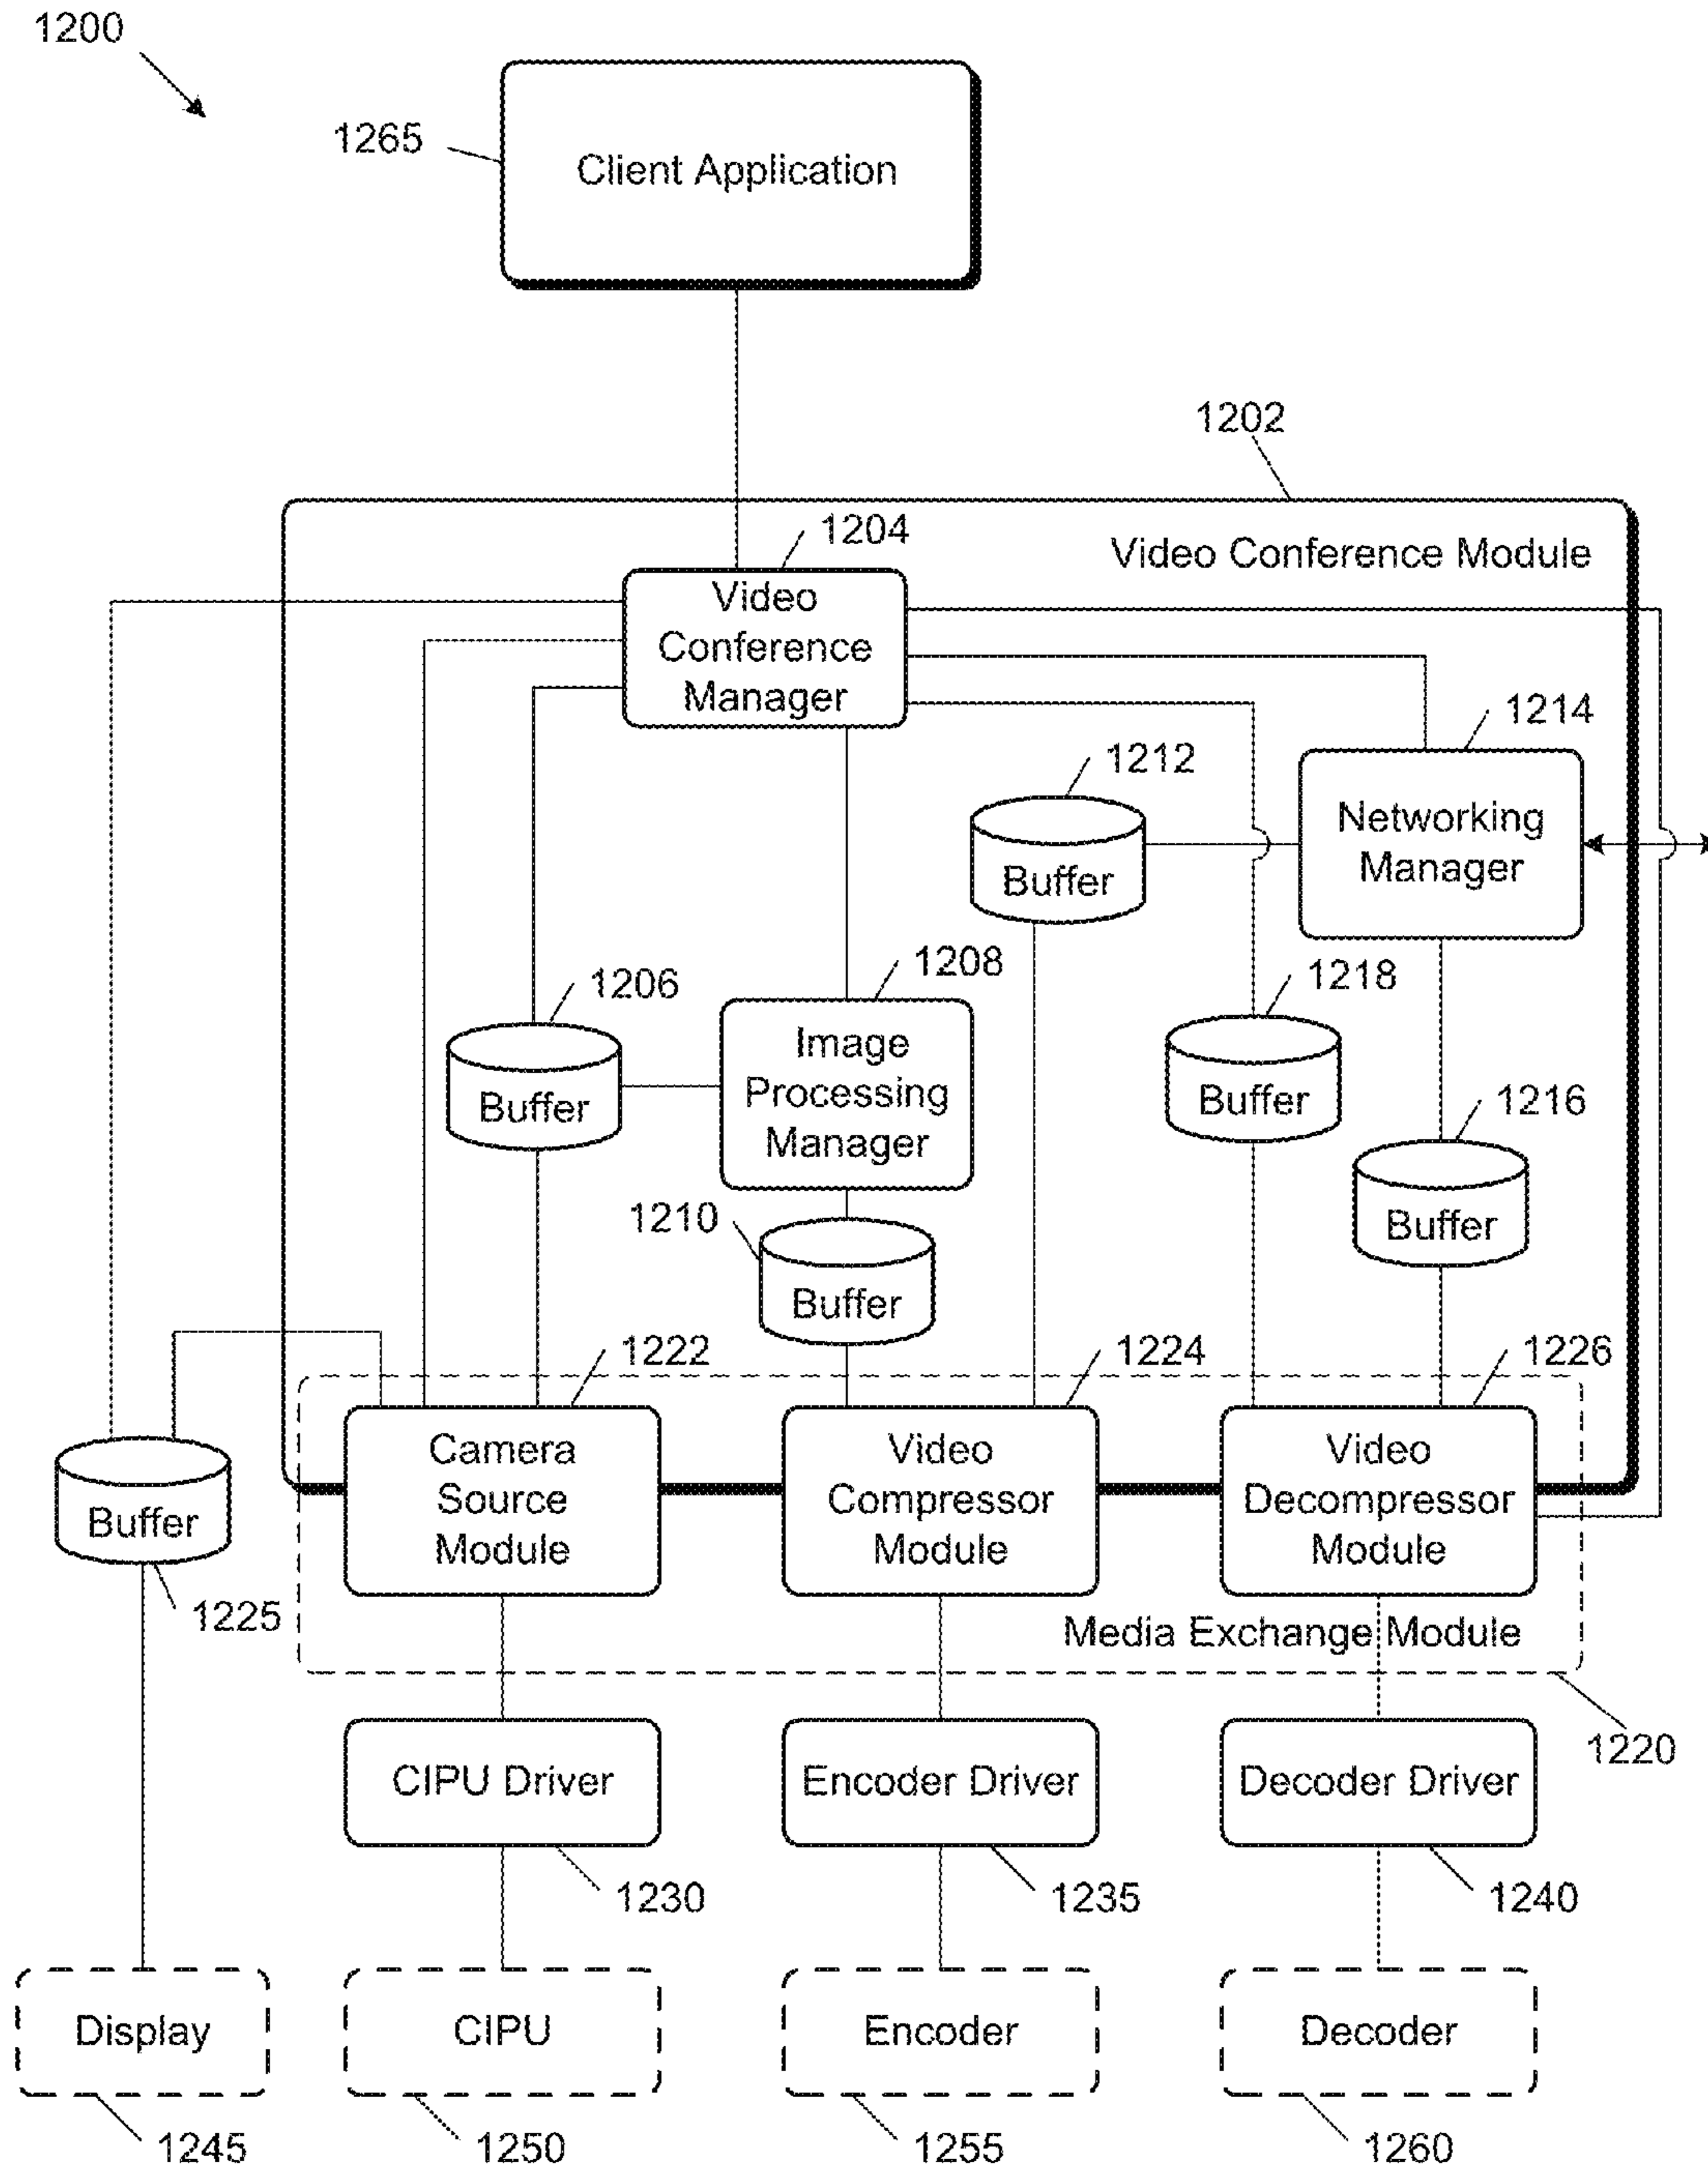 1200
1265
Client Application
1202
1204
Video Conference Module
Video
Conference
Manager
1214
1212
Networking
Manager
Buffer
1208
1218
1206
Image
Processing
Manager
Buffer
Buffer
1216
1210
Buffer
Buffer
1222
1224
1226
Camera
Source
Module
Video
Compressor
Module
Video
Decompressor
Module
Buffer
1225
Media Exchange Module
1220
CIPU Driver
Encoder Driver
Decoder Driver
1230
1235
1240
Display
CIPU
Encoder
Decoder
1245
1250
1255
1260